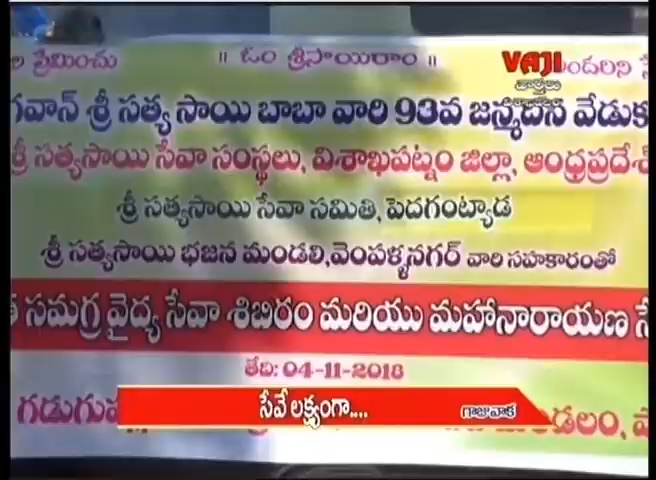 ల ప్రేమించు ॥ ఓం శ్రీసాయిరాం ॥ ందరిని సే
VAJI
వార్తలు
గవాన్ శ్రీ సత్య సాయి బాబా వారి 93వ జన్మదిన వేడుక
శ్రీ సత్యసాయి సేవా సంస్థలు, విశాఖపట్నం జిల్లా, ఆంధ్రప్రదేశ్
శ్రీ సత్యసాయి సేవా సమితి, పెదగంట్యాడ
శ్రీ సత్యసాయి భజన మండలి,వెంపళ్ళనగర్ వారి సహకారంతో
త సమగ్ర వైద్య సేవా శిబిరం మరియు మహానారాయణ సే
తేది: 04-11-2018
గడుగుప ండలం,
సేవే లక్ష్యంగా.... గాజువాక